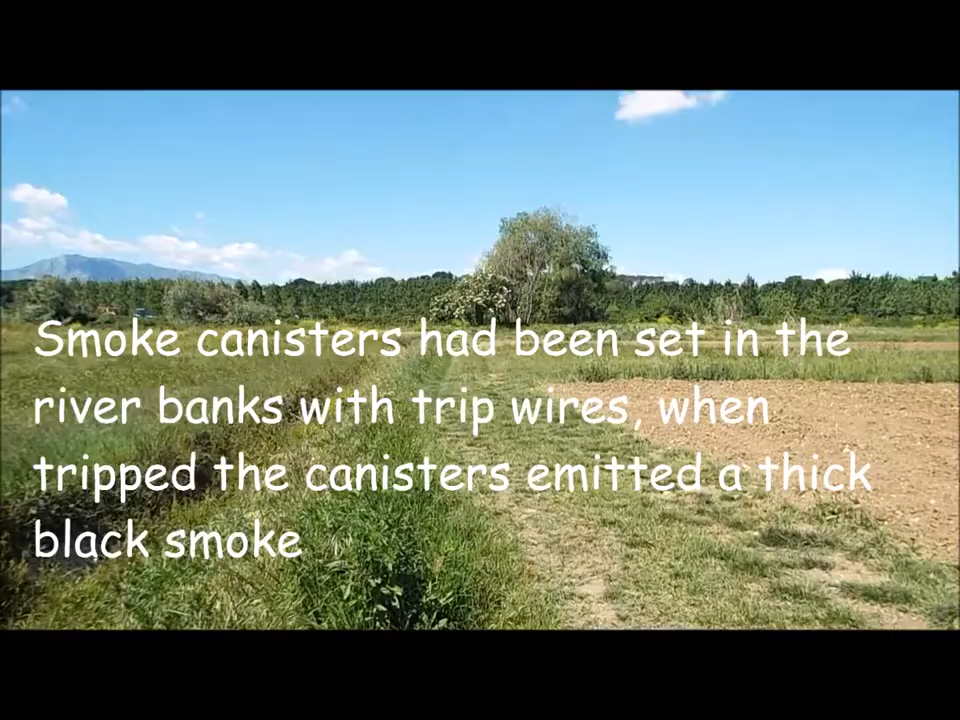 Smoke canisters had been set in the
river banks with trip wires, when
tripped the canisters emitted a thick
black smoke